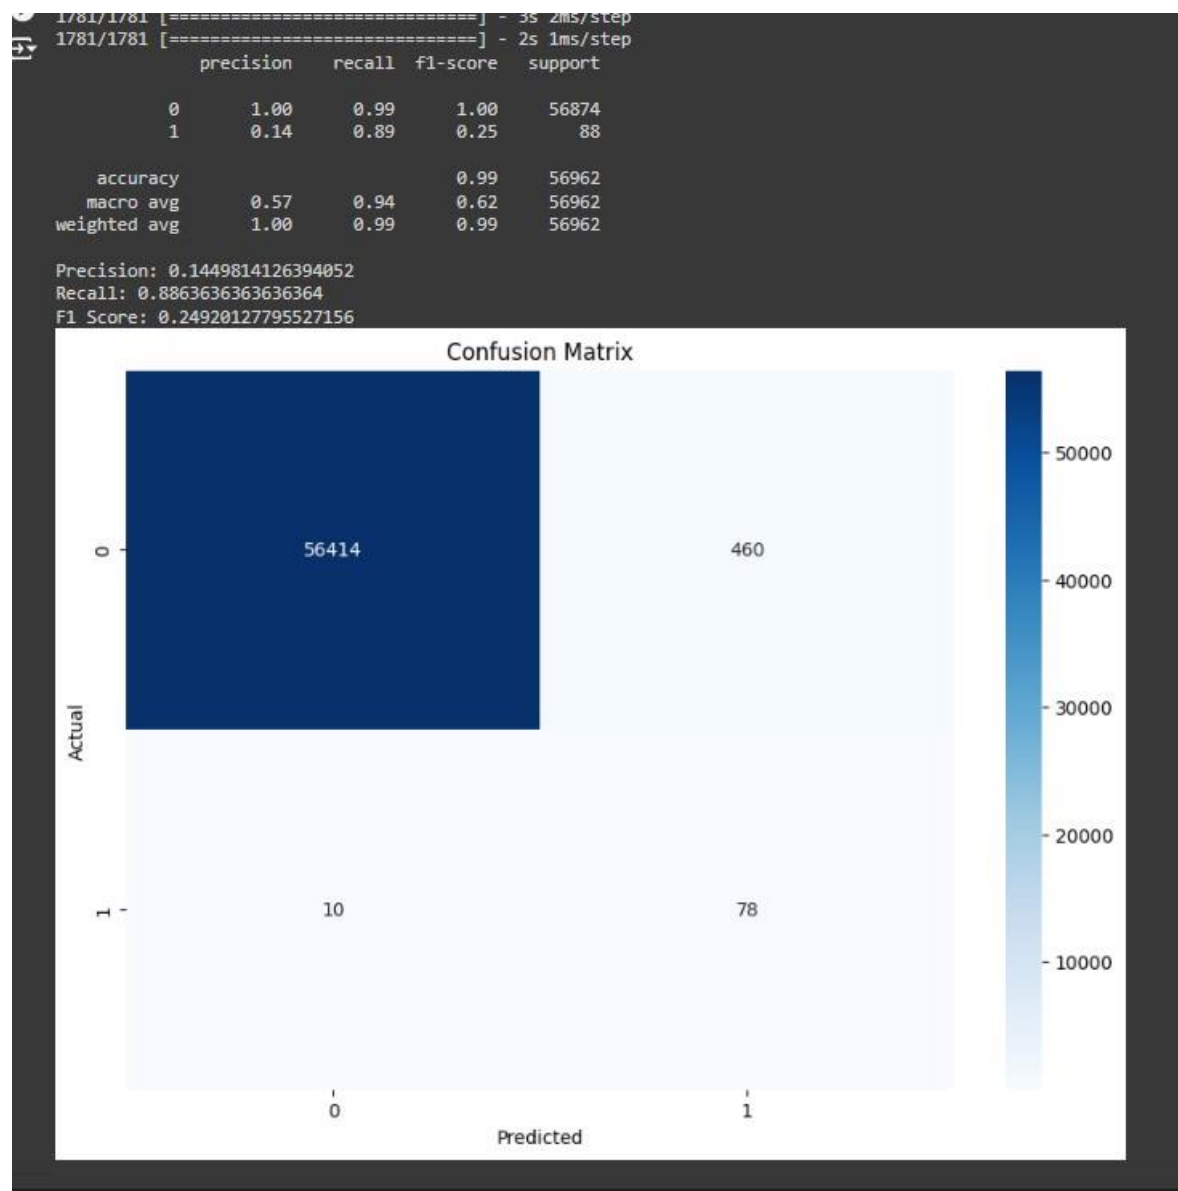 1781/1781 [==============================] - 3s 2ms/step
1781/1781 [==============================] - 2s 1ms/step
precision recall f1-score support
0 1.00 0.99 1.00 56874
1 0.14 0.89 0.25 88
accuracy 0.99 56962
macro avg 0.57 0.94 0.62 56962
weighted avg 1.00 0.99 0.99 56962
Precision: 0.1449814126394052
Recall: 0.8863636363636364
F1 Score: 0.24920127795527156
Confusion Matrix
50000
0 56414 460
40000
30000
Actual
20000
1 10 78
10000
0 1
Predicted